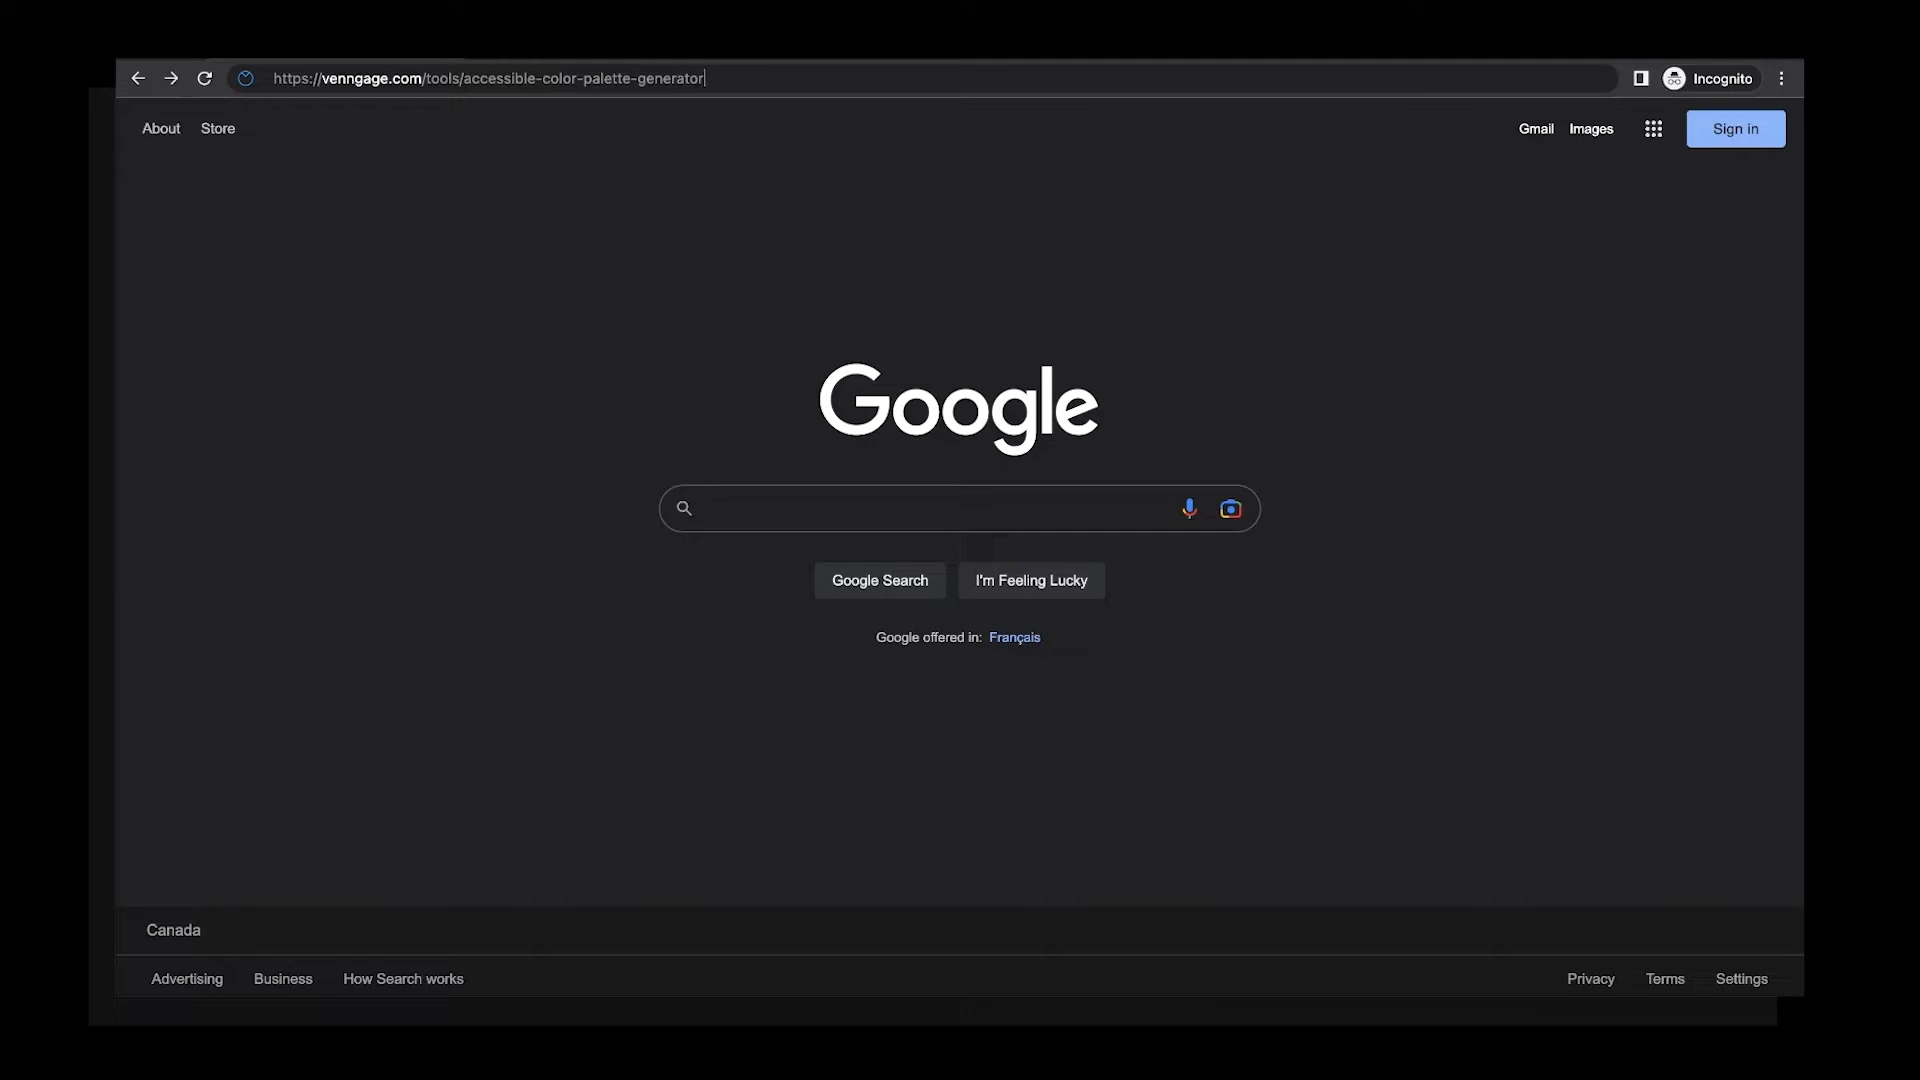 https://venngage.com/tools/accessible-color-palette-generator
Incognito
About Store
Gmail Images
Sign in
Google
Google Search I'm Feeling Lucky
Google offered in: Français
Canada
Advertising Business How Search works
Privacy Terms Settings